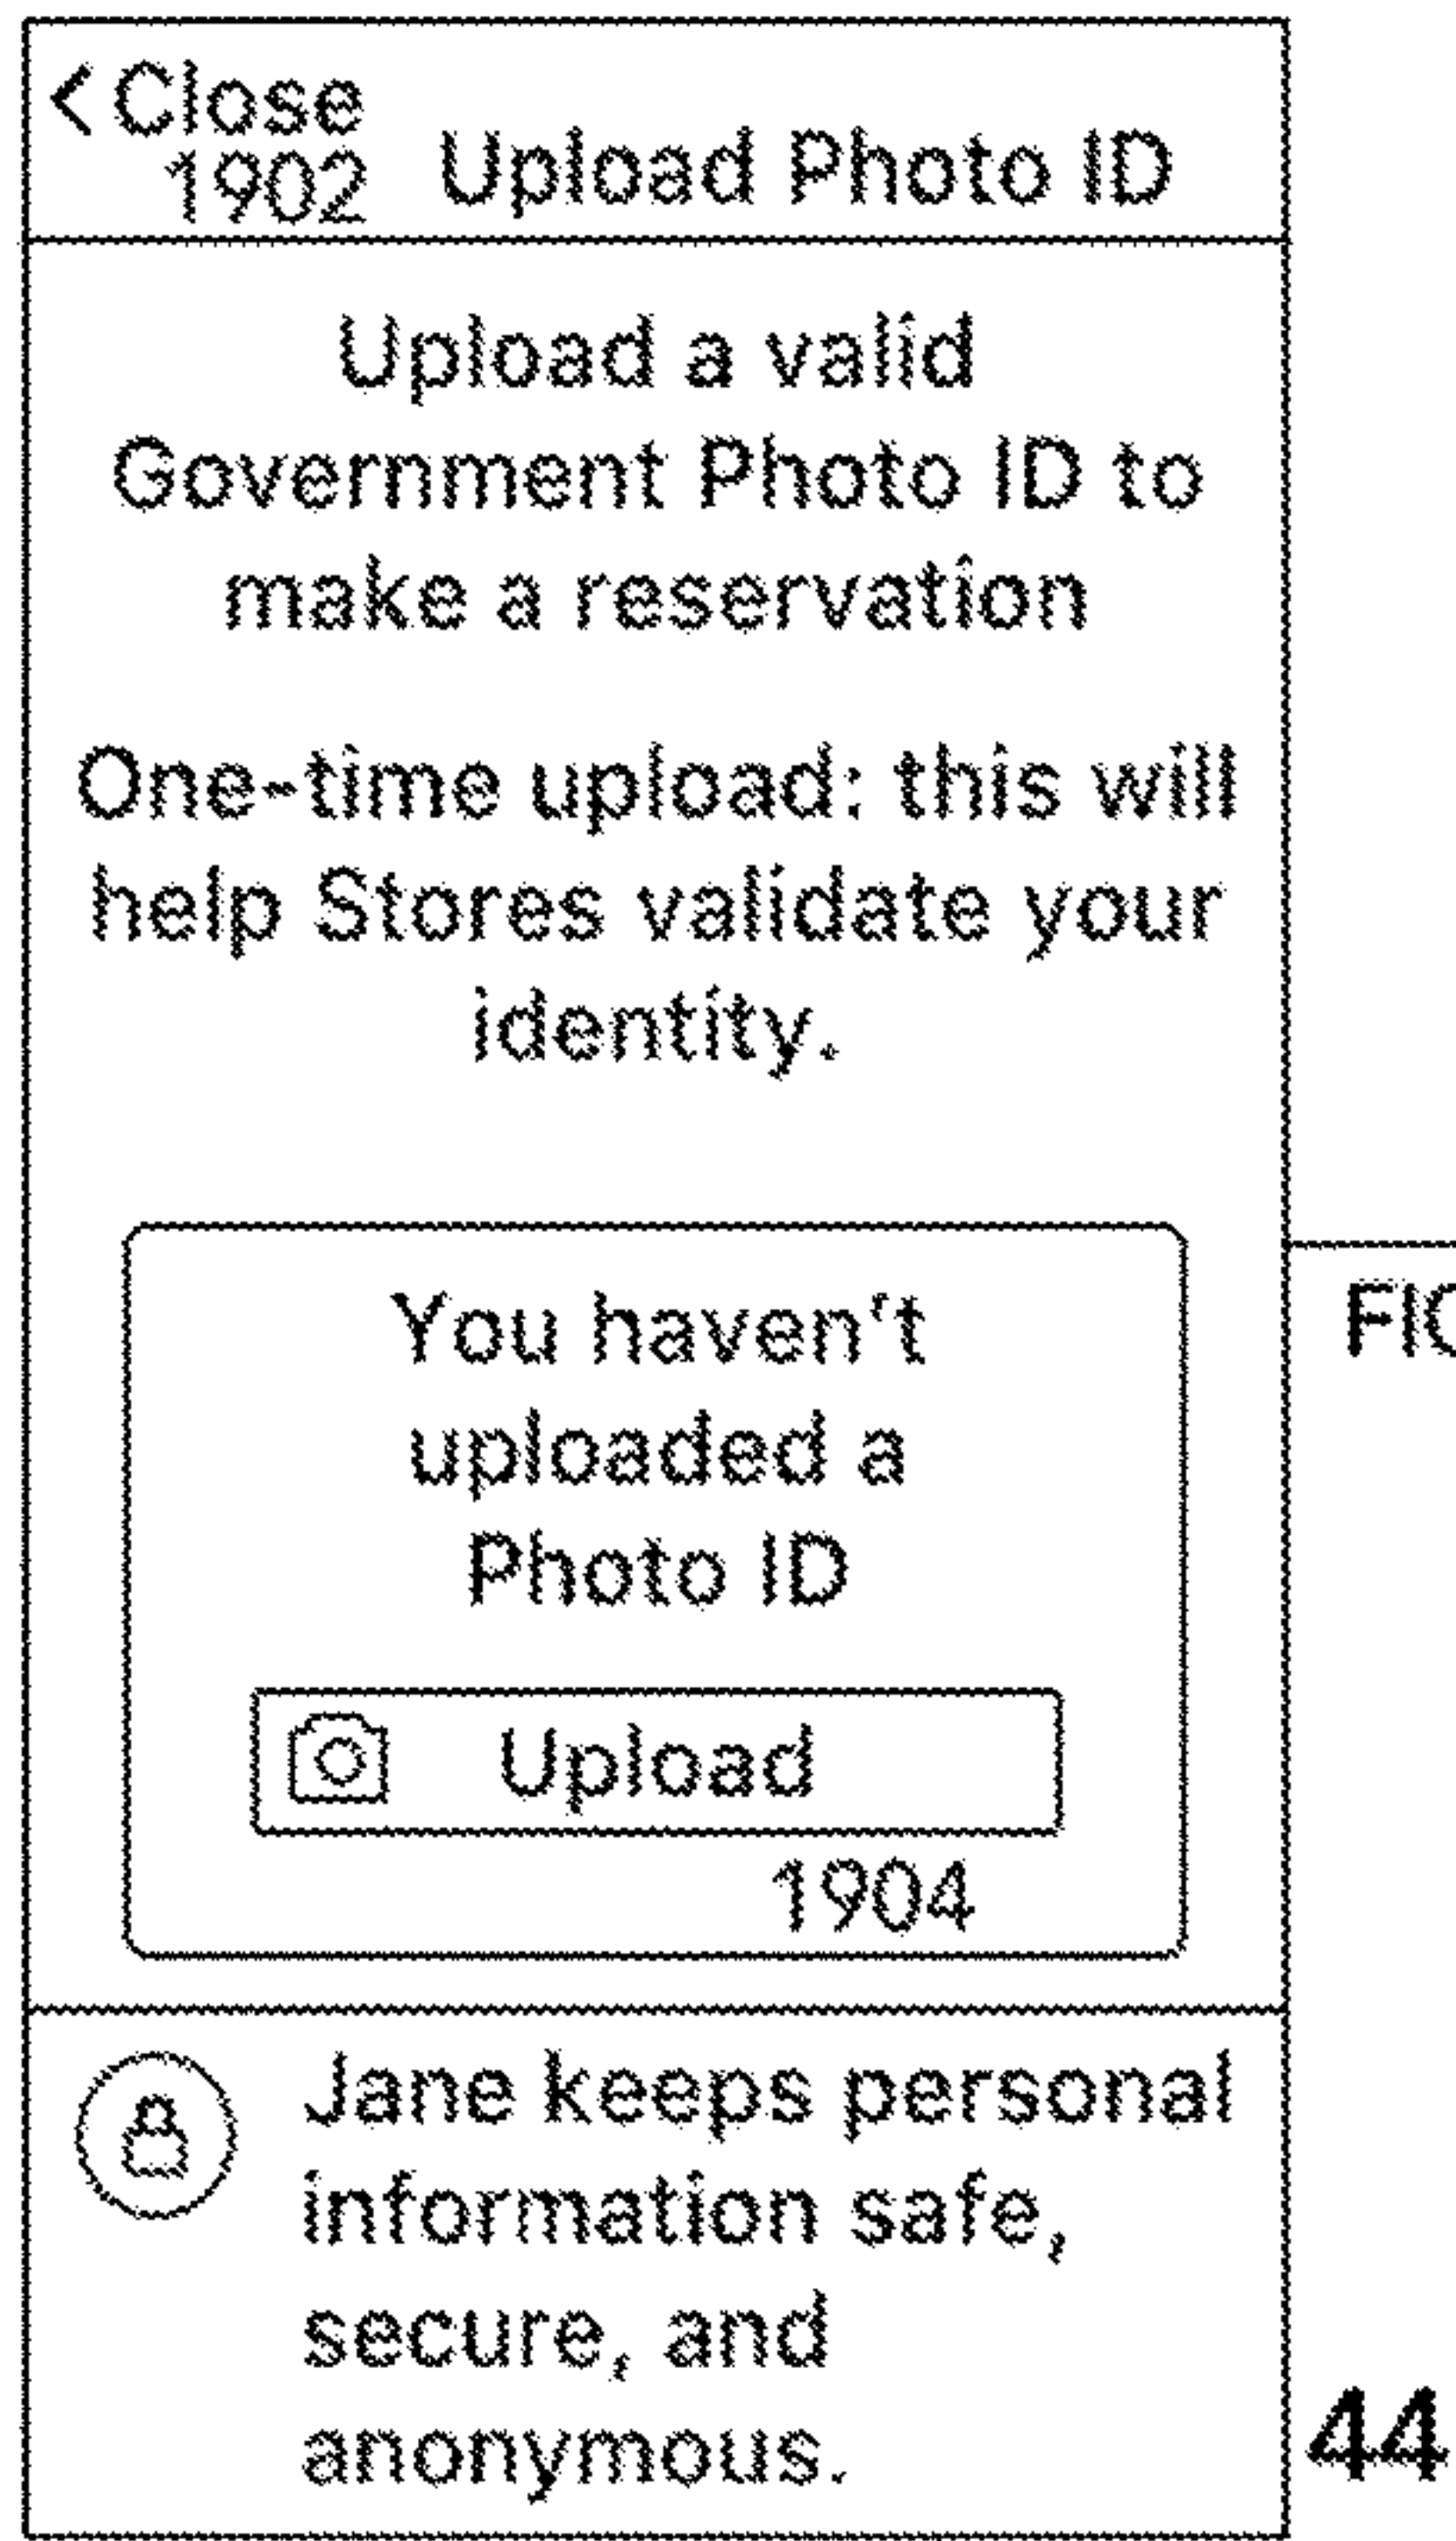 < Close
1902
Upload Photo ID
Upload a valid
Government Photo ID to
make a reservation
One-time upload: this will
help Stores validate your
identity.
You haven't
uploaded a
Photo ID
Upload
1904
Jane keeps personal
information safe,
secure, and
anonymous.
44